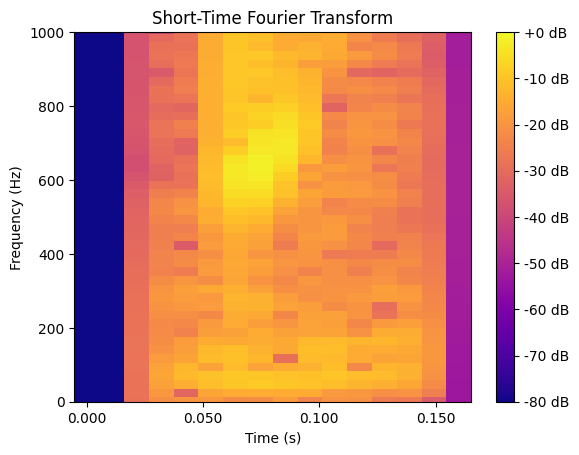 Short-Time Fourier Transform
1000
800
600
400
200
0
Frequency (Hz)
0.000
0.050
0.100
0.150
Time (s)
+0 dB
-10 dB
-20 dB
-30 dB
-40 dB
-50 dB
-60 dB
-70 dB
-80 dB